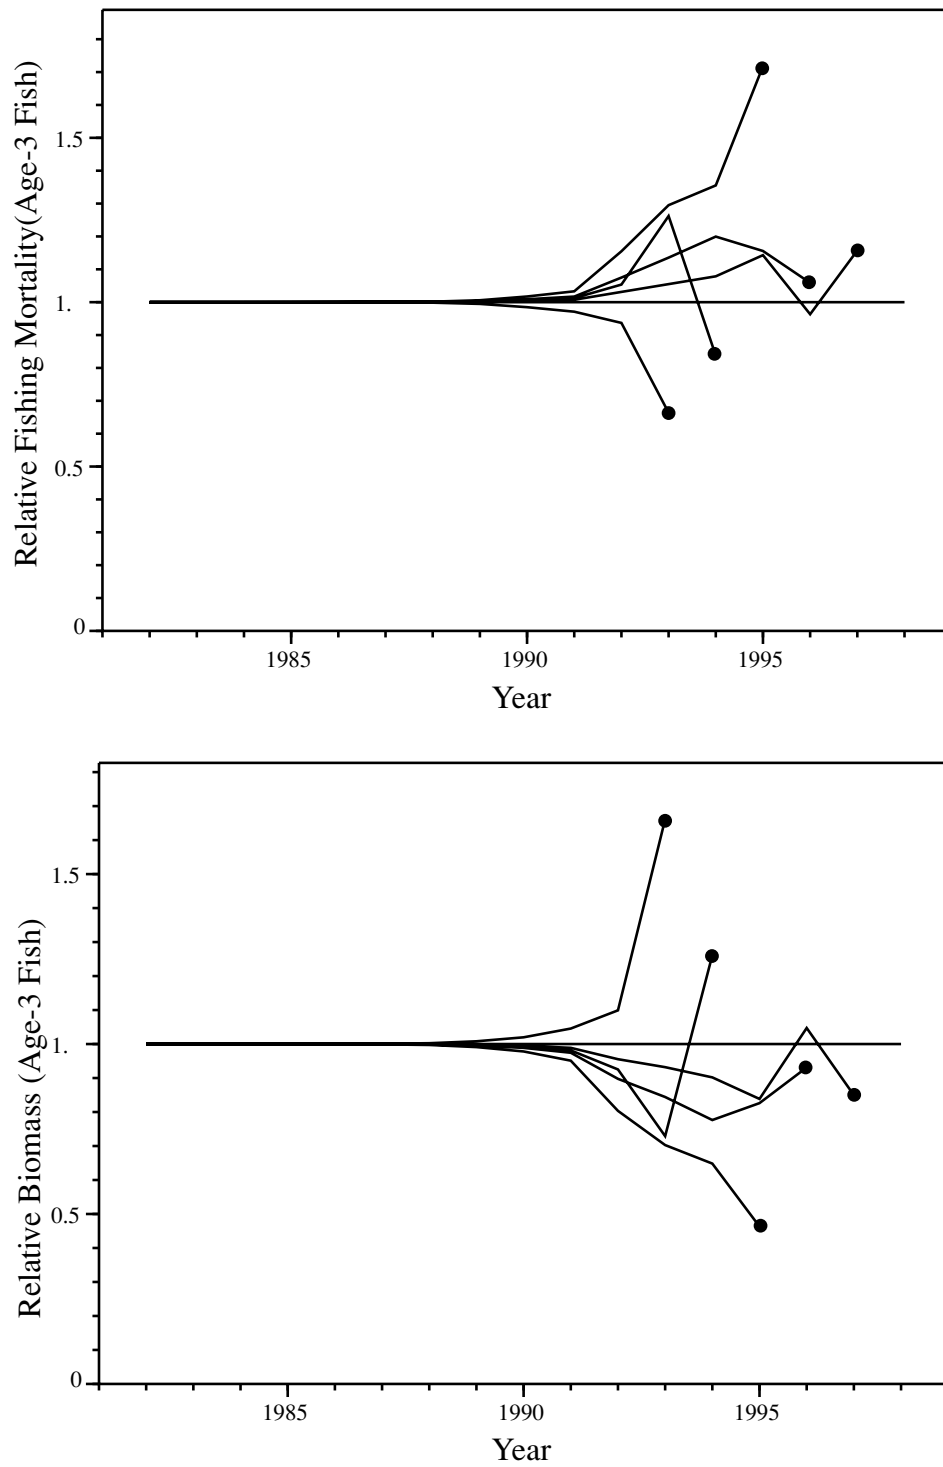 Relative Fishing Mortality(Age-3 Fish)
1.5
1.
0.5
0
1985 1990 1995
Year
Relative Biomass (Age-3 Fish)
1.5
1.
0.5
0
1985 1990 1995
Year